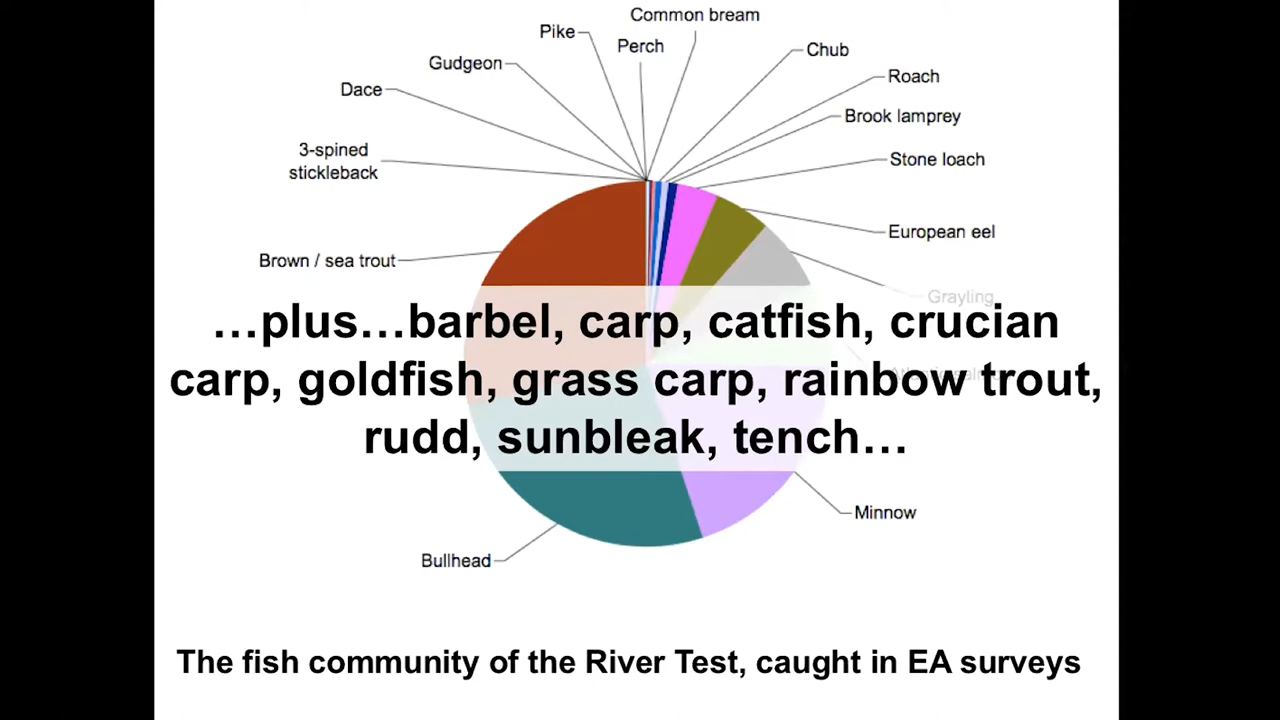 Common bream
Pike
Perch
Chub
Gudgeon
Roach
Dace
Brook lamprey
3-spined
stickleback
Stone loach
European eel
Brown / sea trout
Grayling
…plus…barbel, carp, catfish, crucian
carp, goldfish, grass carp, rainbow trout,
rudd, sunbleak, tench…
Minnow
Bullhead
The fish community of the River Test, caught in EA surveys